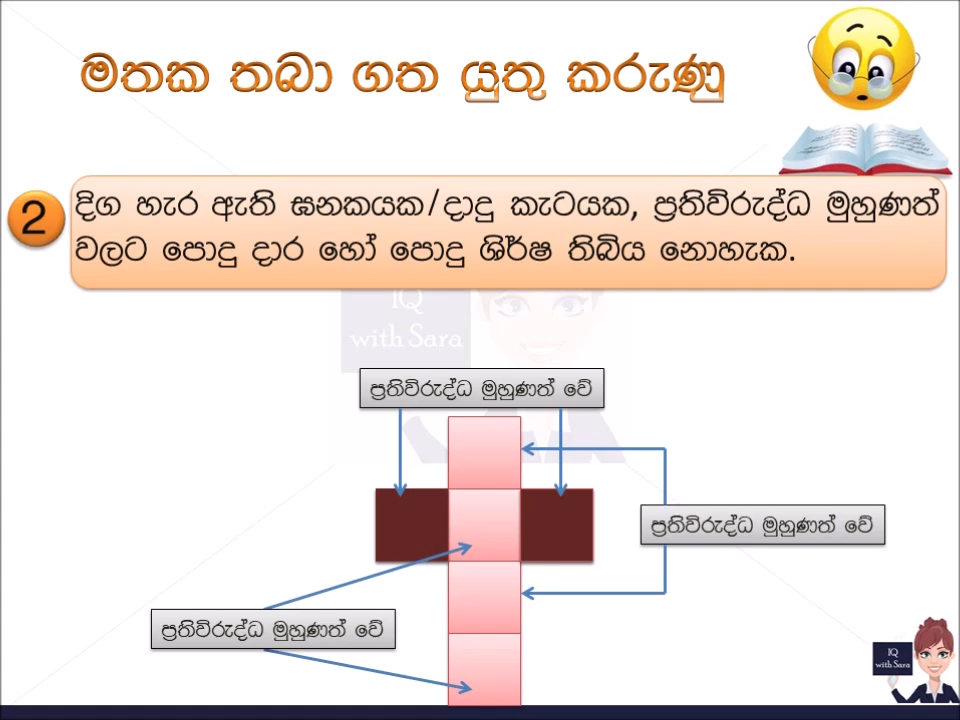 මතක තබා ගත යුතු කරුණු
2
දිග හැර ඇති ඝනකයක/දාදු කැටයක, ප්‍රතිවිරුද්ධ මුහුණත්
වලට පොදු දාර හෝ පොදු ශිර්ෂ තිබිය නොහැක.
IQ
with Sara
ප්‍රතිවිරුද්ධ මුහුණත් වේ
ප්‍රතිවිරුද්ධ මුහුණත් වේ
ප්‍රතිවිරුද්ධ මුහුණත් වේ
IQ
with Sara